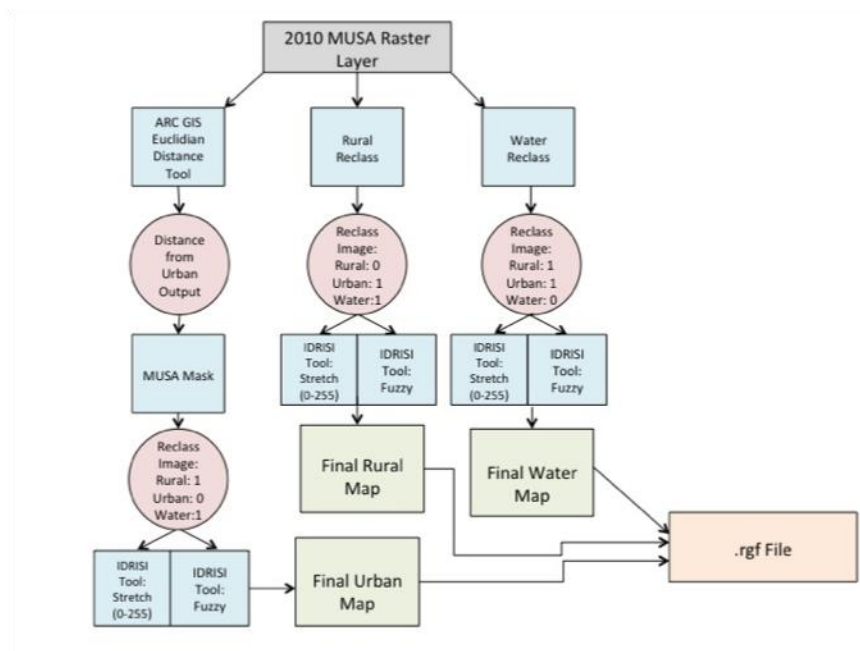 2010 MUSA Raster
Layer
ARC GIS
Euclidian
Distance
Tool
Rural
Reclass
Water
Reclass
Distance
from
Urban
Output
Reclass
Image:
Rural: 0
Urban: 1
Water:1
Reclass
Image:
Rural: 1
Urban: 1
Water: 0
MUSA Mask
IDRISI
Tool:
Stretch
(0-255)
IDRISI
Tool:
Fuzzy
IDRISI
Tool:
Stretch
(0-255)
IDRISI
Tool:
Fuzzy
Reclass
Image:
Rural: 1
Urban: 0
Water:1
Final Rural
Map
Final Water
Map
.rgf File
IDRISI
Tool:
Stretch
(0-255)
IDRISI
Tool:
Fuzzy
Final Urban
Map